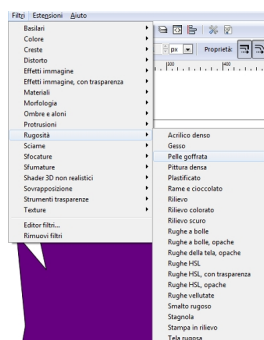 Filtri Estensioni Aiuto
px Proprietà:
300 400
Basilari
Colore
Creste
Distorto
Effetti immagine
Effetti immagine, con trasparenza
Materiali
Morfologia
Ombre e aloni
Protrusioni
Rugosità
Sciame
Sfocature
Sfumature
Shader 3D non realistici
Sovrapposizione
Strumenti trasparenze
Texture
Editor filtri...
Rimuovi filtri
Acrilico denso
Gesso
Pelle goffrata
Pittura densa
Plastificato
Rame e cioccolato
Rilievo
Rilievo colorato
Rilievo scuro
Rughe a bolle
Rughe a bolle, opache
Rughe della tela, opache
Rughe HSL
Rughe HSL, con trasparenza
Rughe HSL, opache
Rughe vellutate
Smalto rugoso
Stagnola
Stampa in rilievo
Tela rugosa